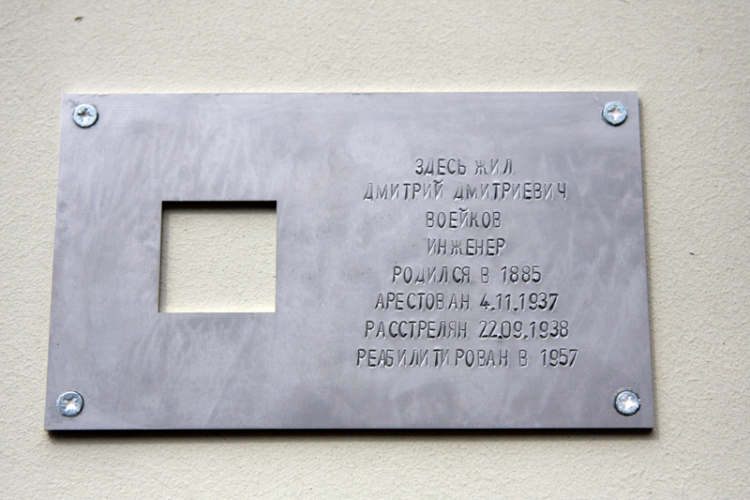 ЗДЕСЬ ЖИЛ
ДМИТРИЙ ДМИТРИЕВИЧ
ВОЕЙКОВ
ИНЖЕНЕР
РОДИЛСЯ В 1885
АРЕСТОВАН 4.11.1937
РАССТРЕЛЯН 22.09.1938
РЕАБИЛИТИРОВАН В 1957